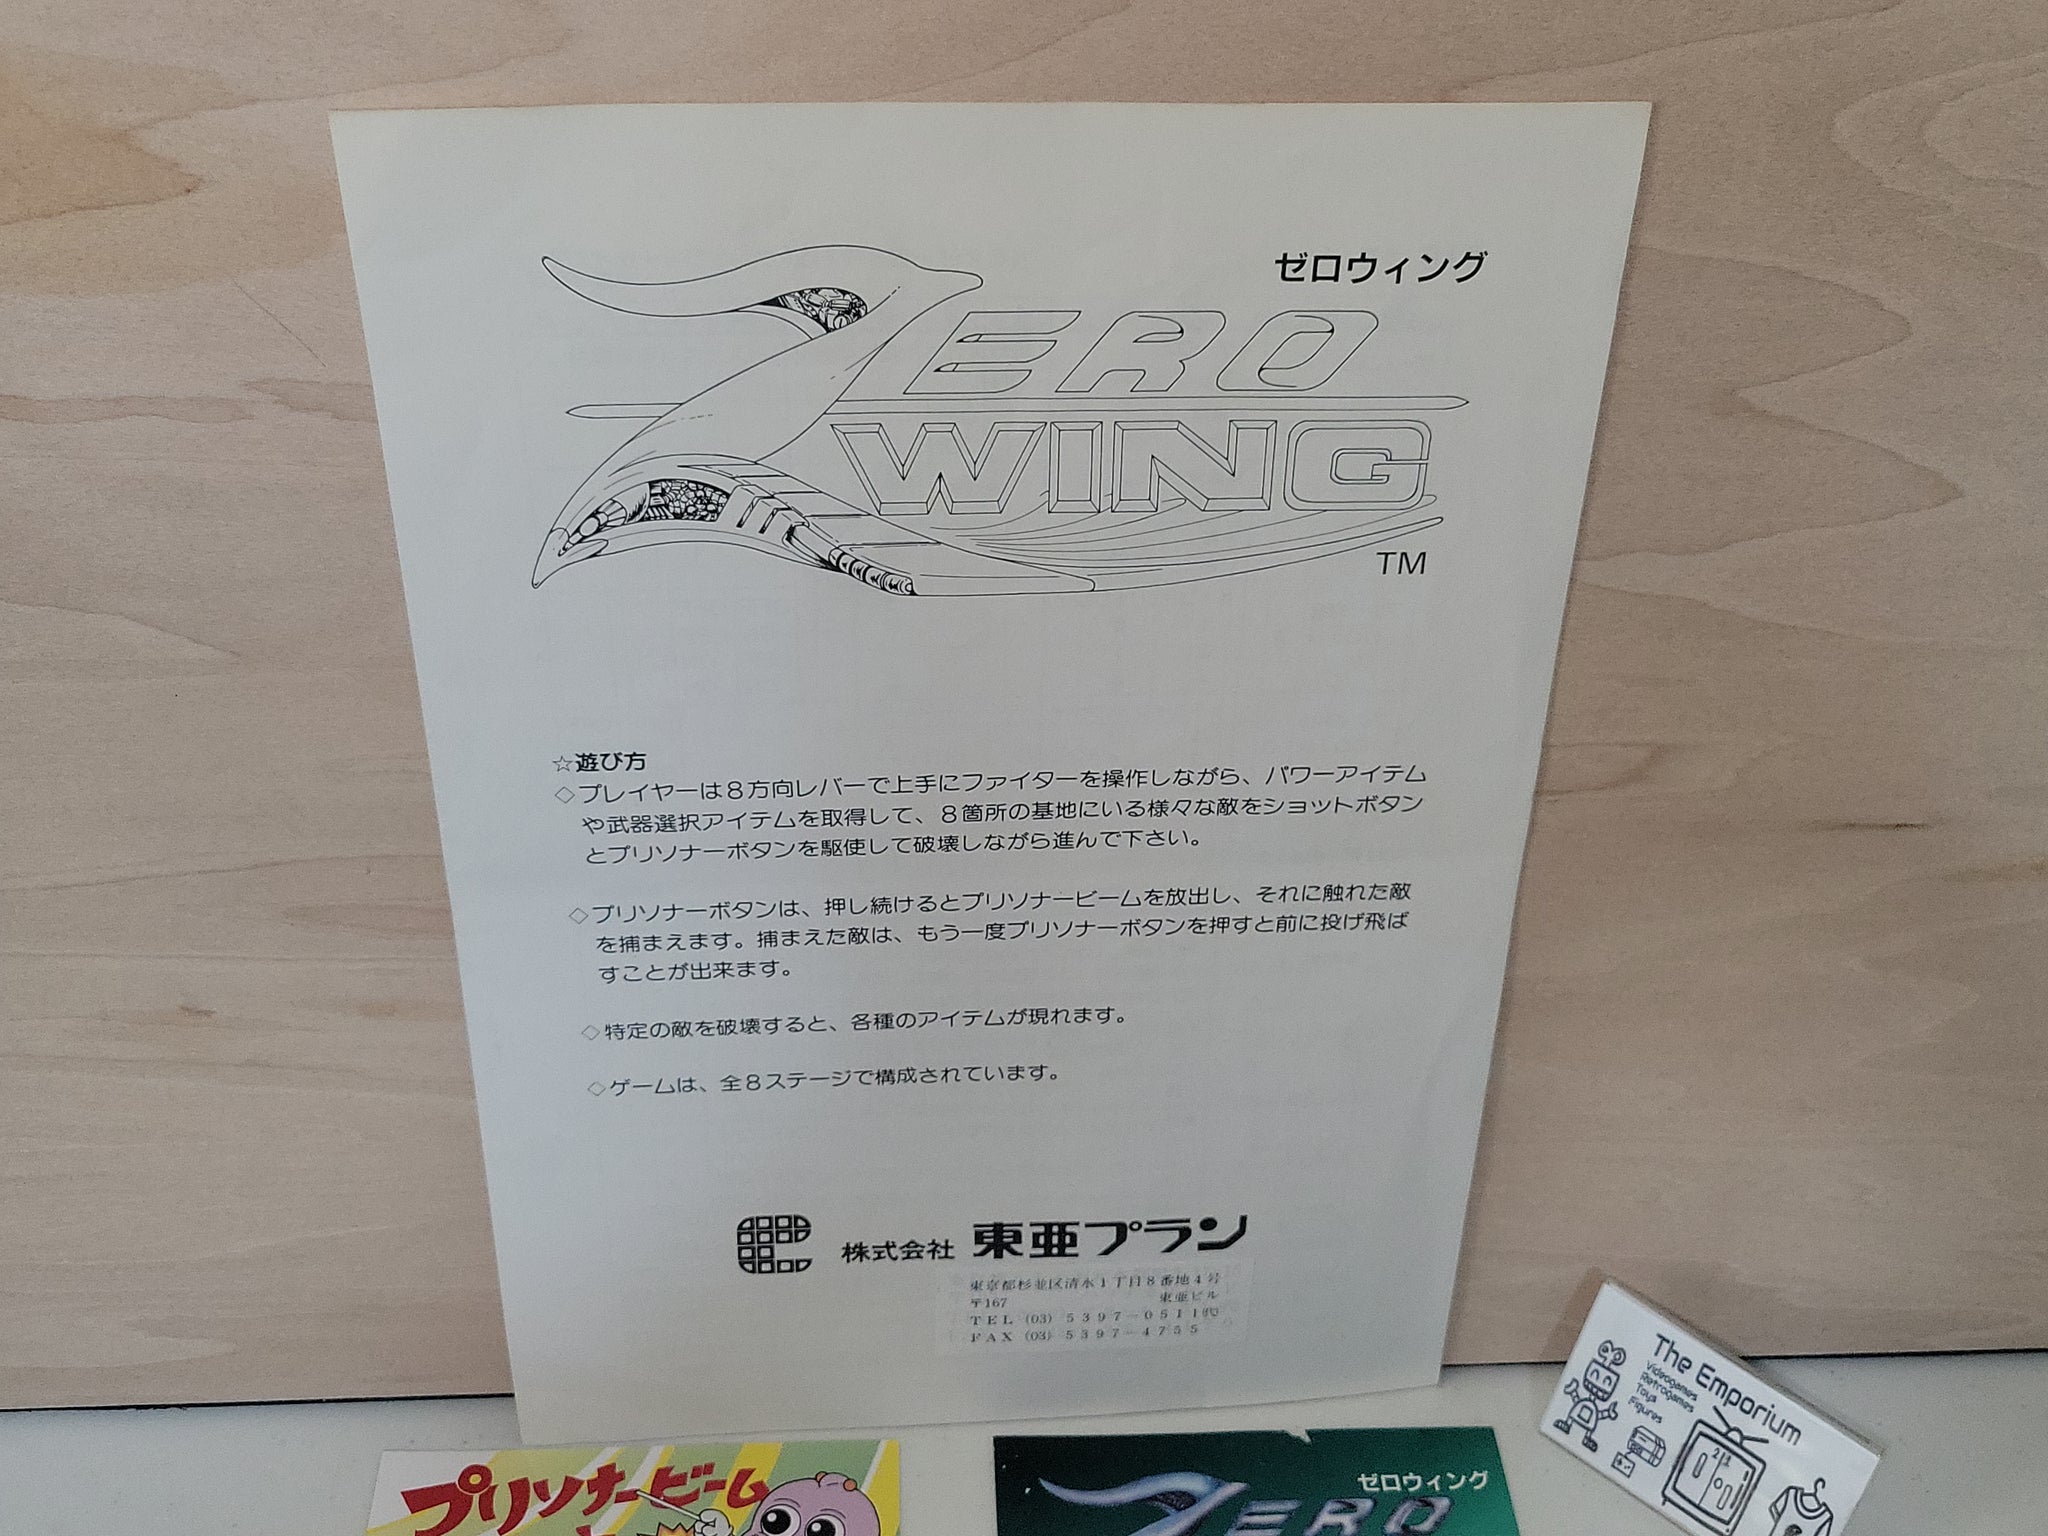 ゼロウィング
ZERO
WING
TM
☆遊び方
◇プレイヤーは8方向レバーで上手にファイターを操作しながら、パワーアイテム
や武器選択アイテムを取得して、8箇所の基地にいる様々な敵をショットボタン
とプリソナーボタンを駆使して破壊しながら進んで下さい。
◇プリソナーボタンは、押し続けるとプリソナービームを放出し、それに触れた敵
を捕まえます。捕まえた敵は、もう一度プリソナーボタンを押すと前に投げ飛ば
すことが出来ます。
◇特定の敵を破壊すると、各種のアイテムが現れます。
◇ゲームは、全8ステージで構成されています。
株式会社 東亜プラン
東京都杉並区清水1丁目8番地4号
〒167 東亜ビル
TEL (03) 5397-0511代
FAX (03) 5397-4755
The Emporium
Videogames
Retrogames
Toys
Figures
プリソナービーム
ゼロウィング
ZERO